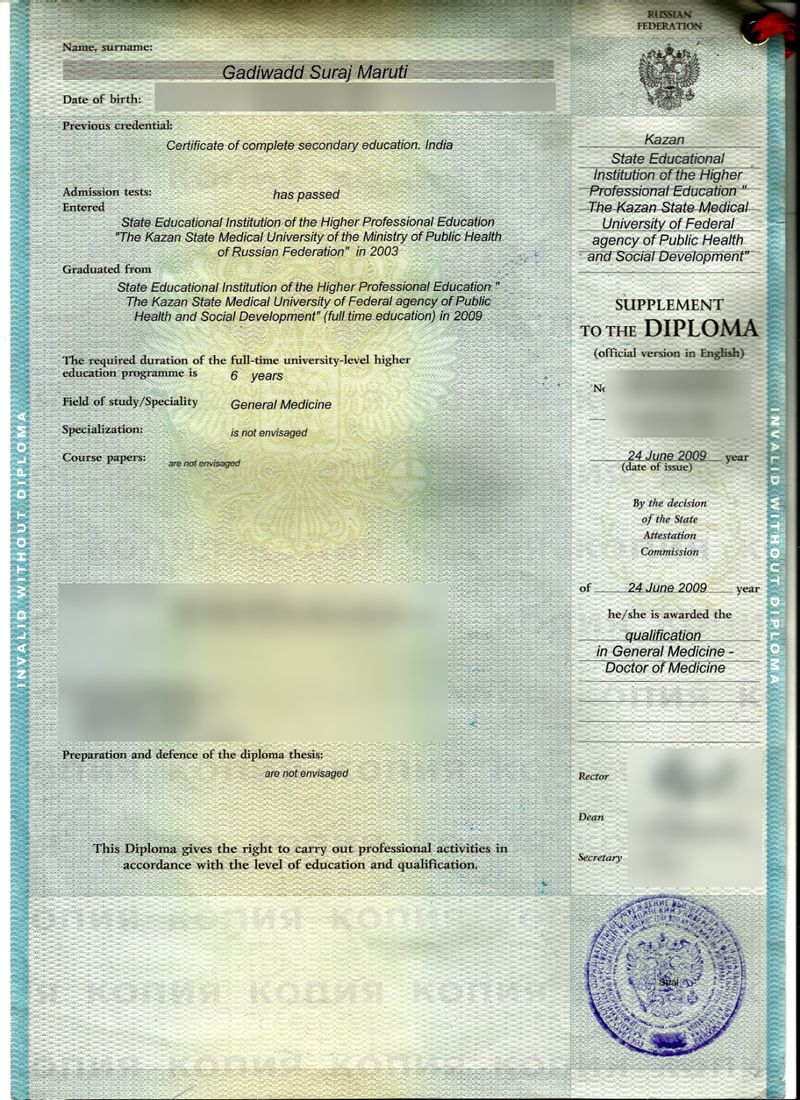 Name, surname:
Gadiwadd Suraj Maruti
Date of birth:
Previous credential:
Certificate of complete secondary education. India
Admission tests:
has passed
Entered
State Educational Institution of the Higher Professional Education
"The Kazan State Medical University of the Ministry of Public Health
of Russian Federation" in 2003
Graduated from
State Educational Institution of the Higher Professional Education "
The Kazan State Medical University of Federal agency of Public
Health and Social Development" (full time education) in 2009
The required duration of the full-time university-level higher
education programme is 6 years
Field of study/Speciality General Medicine
Specialization: is not envisaged
Course papers: are not envisaged
Preparation and defence of the diploma thesis:
are not envisaged
This Diploma gives the right to carry out professional activities in
accordance with the level of education and qualification.
INVALID WITHOUT DIPLOMA
RUSSIAN
FEDERATION
Kazan
State Educational
Institution of the Higher
Professional Education "
The Kazan State Medical
University of Federal
agency of Public Health
and Social Development"
SUPPLEMENT
TO THE DIPLOMA
(official version in English)
№
24 June 2009 year
(date of issue)
By the decision
of the State
Attestation
Commission
of 24 June 2009 year
he/she is awarded the
qualification
in General Medicine -
Doctor of Medicine
Rector
Dean
Secretary
Seal
INVALID WITHOUT DIPLOMA
КОПИЯ КОПИЯ КОПИЯ
КОПИЯ КОПИЯ КОПИЯ
КОПИЯ КОПИЯ КОПИЯ